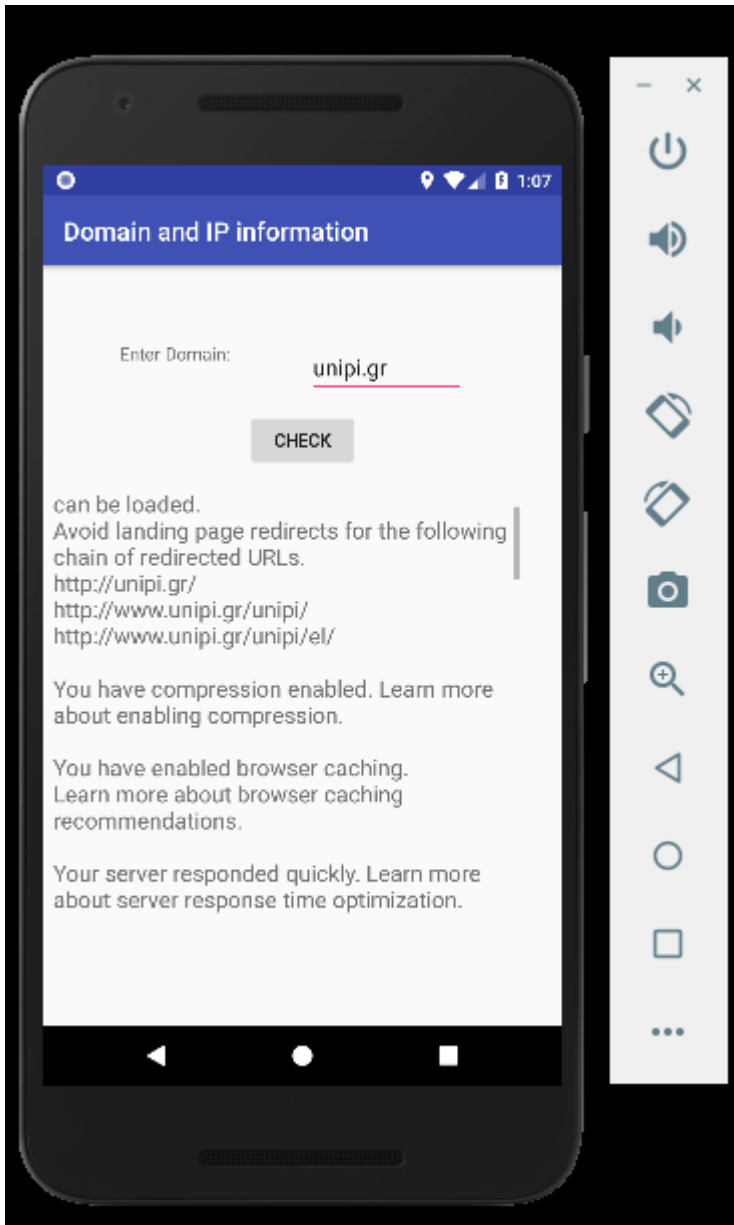 1:07
Domain and IP information
Enter Domain:
unipi.gr
CHECK
can be loaded.
Avoid landing page redirects for the following
chain of redirected URLs.
http://unipi.gr/
http://www.unipi.gr/unipi/
http://www.unipi.gr/unipi/el/
You have compression enabled. Learn more
about enabling compression.
You have enabled browser caching.
Learn more about browser caching
recommendations.
Your server responded quickly. Learn more
about server response time optimization.